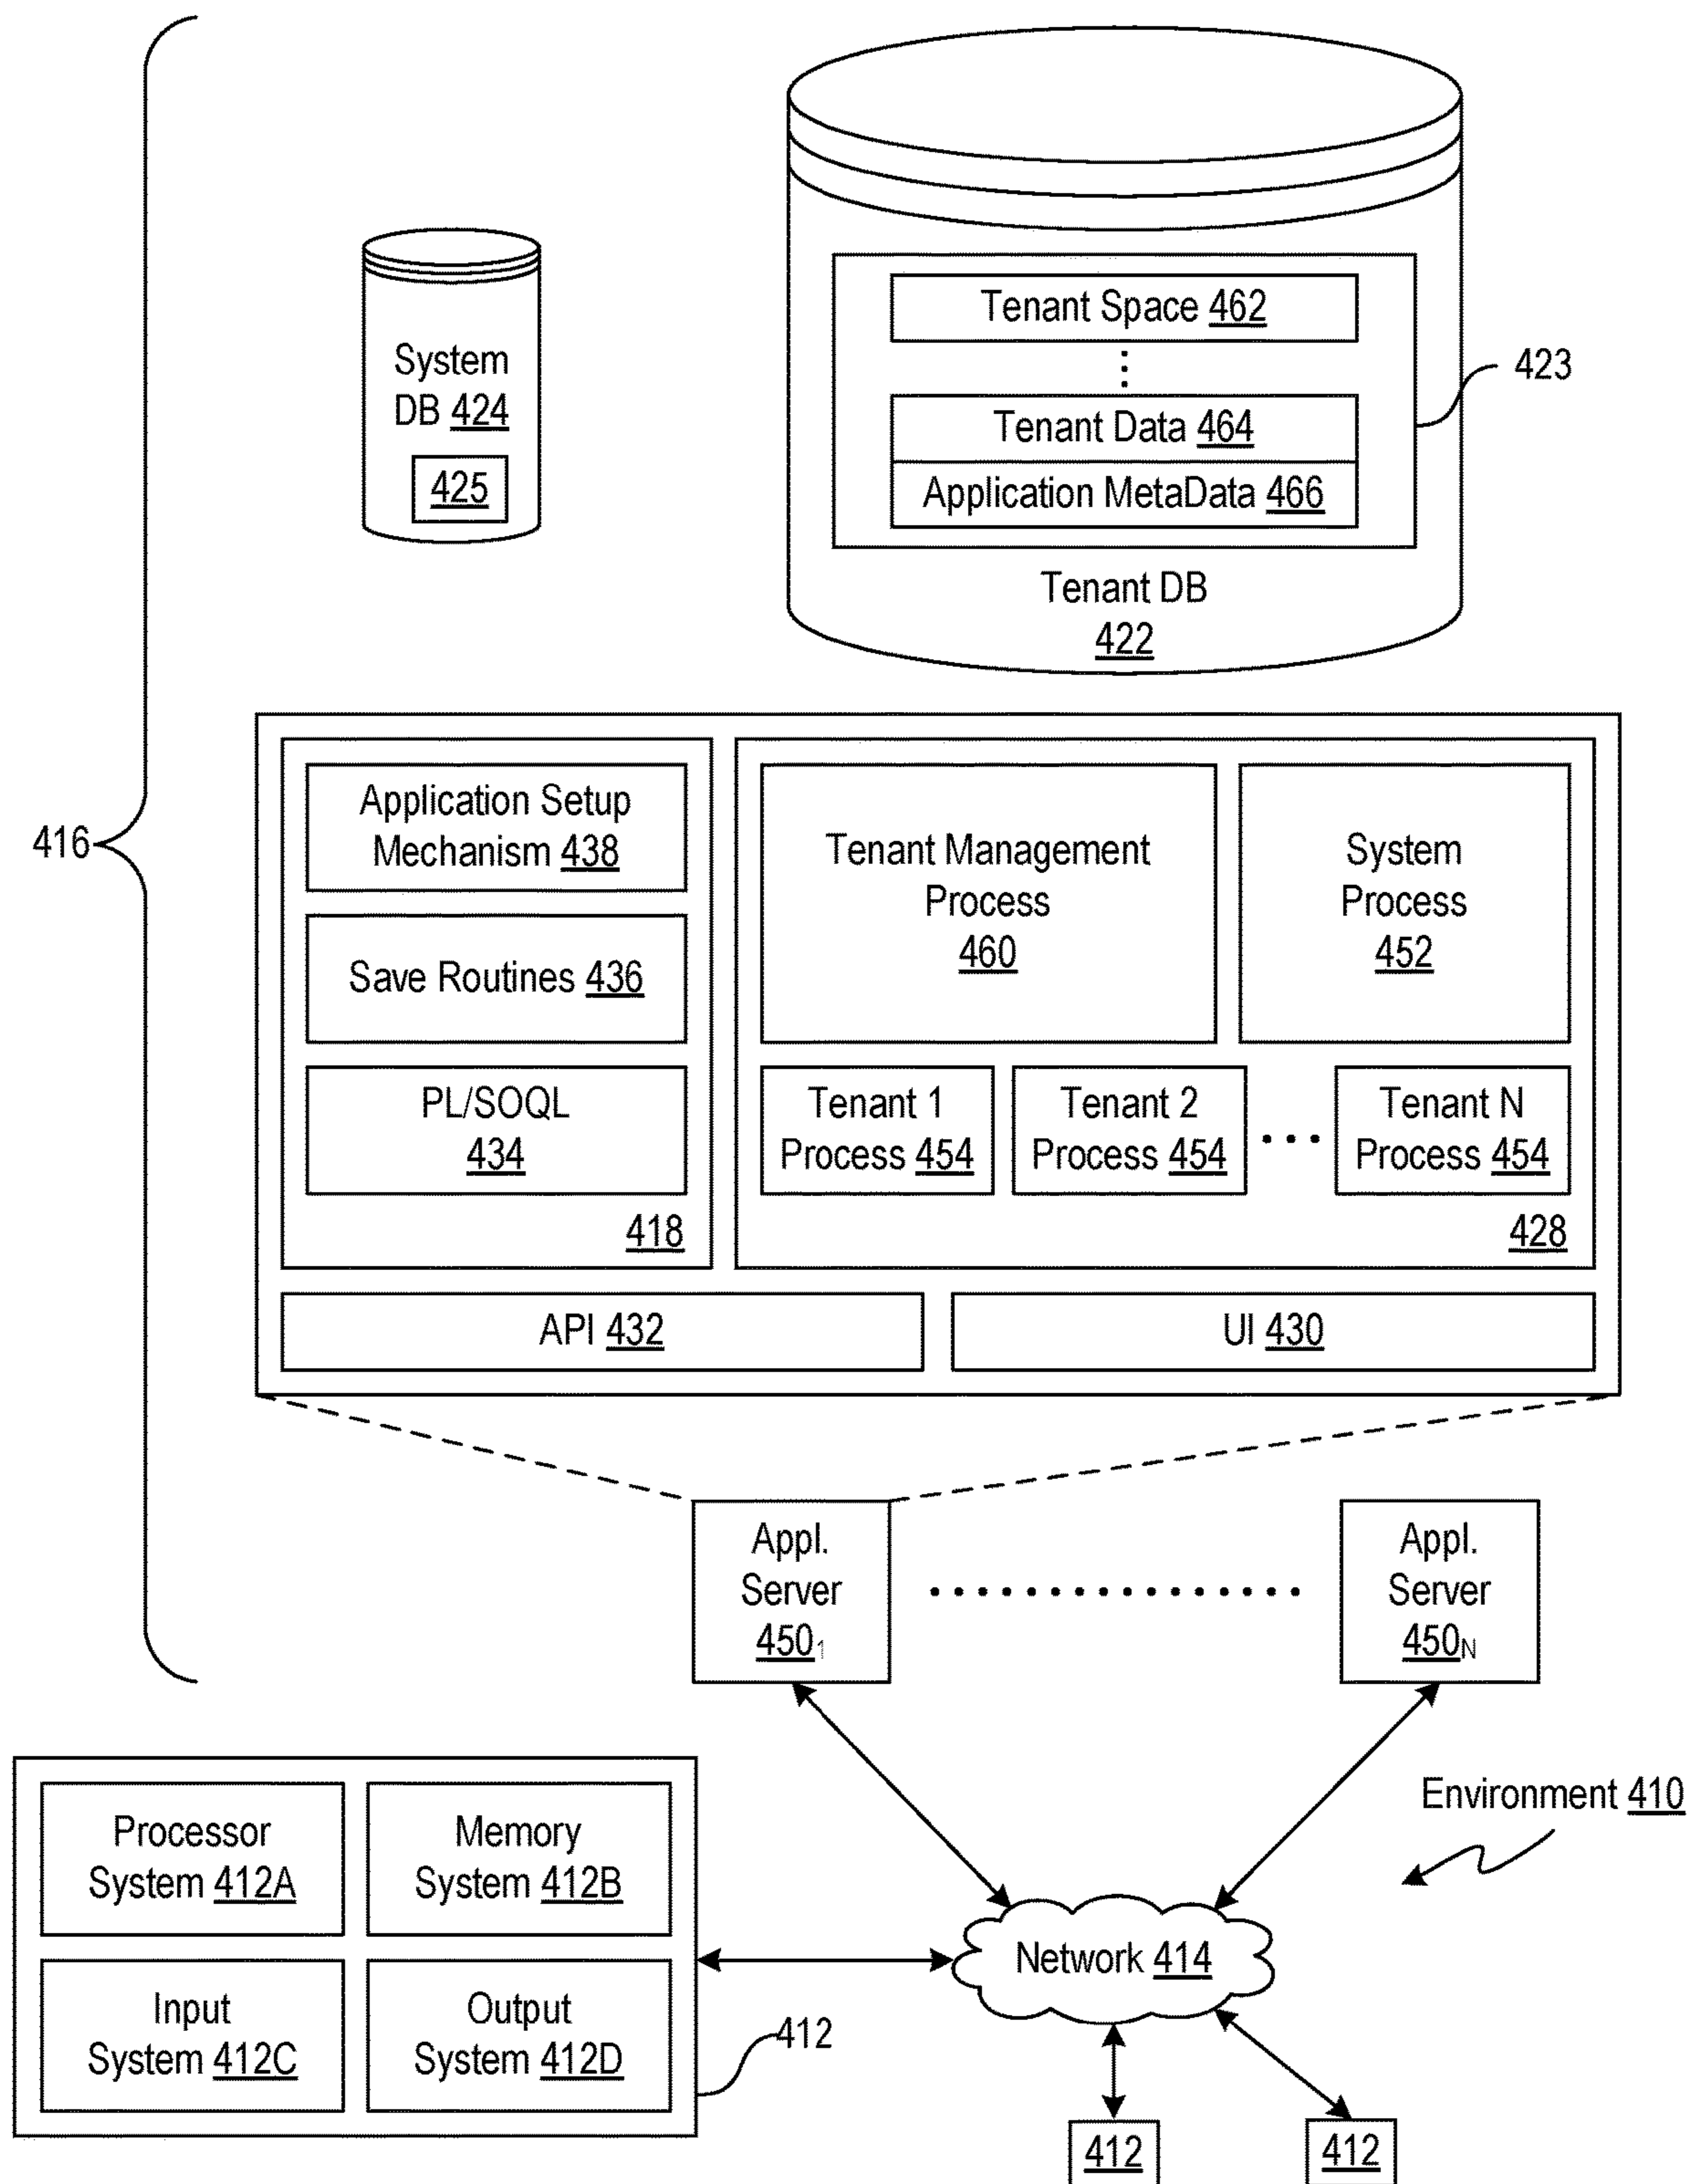 Tenant Space 462
System
DB 424
425
Tenant Data 464
Application MetaData 466
423
Tenant DB
422
416
Application Setup
Mechanism 438
Save Routines 436
PL/SOQL
434
418
Tenant Management
Process
460
System
Process
452
Tenant 1
Process 454
Tenant 2
Process 454
Tenant N
Process 454
428
API 432
UI 430
Appl.
Server
4501
Appl.
Server
450N
Environment 410
Processor
System 412A
Memory
System 412B
Input
System 412C
Output
System 412D
412
Network 414
412
412